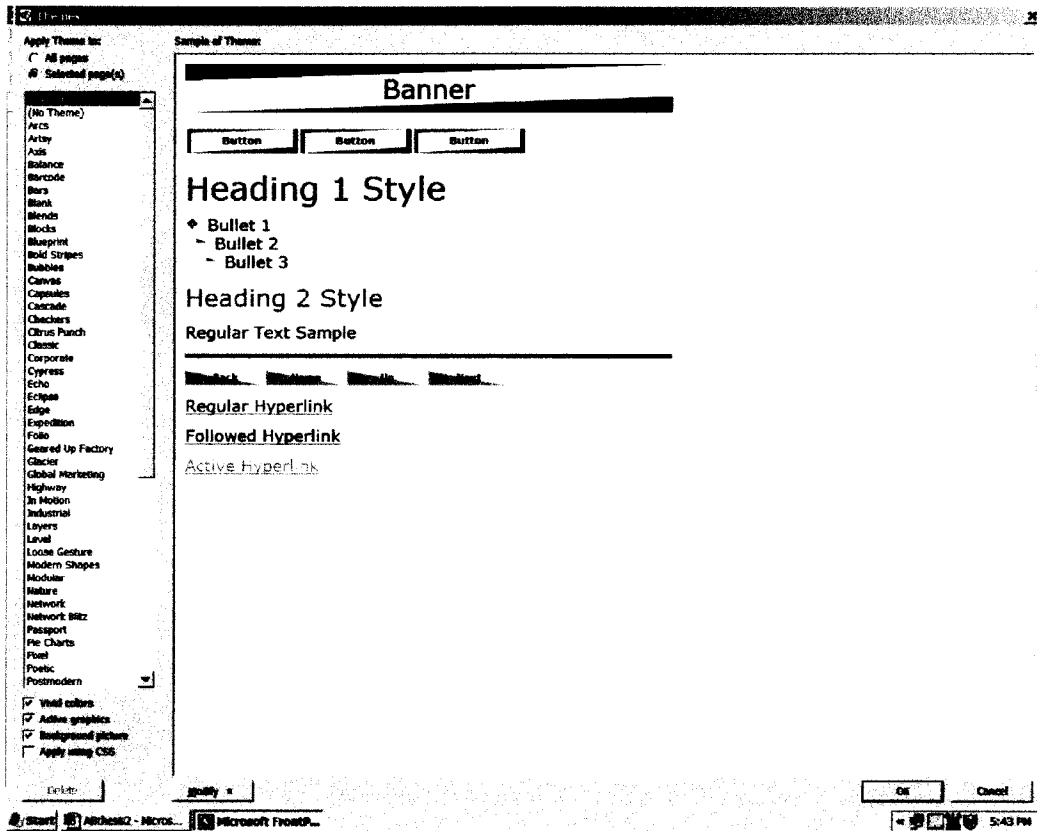 Themes
Apply Theme to:
All pages
Selected page(s)
(No Theme)
Arcs
Artsy
Axis
Balance
Barcode
Bars
Blank
Blends
Blocks
Blueprint
Bold Stripes
Bubbles
Canvas
Capsules
Cascade
Checkers
Citrus Punch
Classic
Corporate
Cypress
Echo
Eclipse
Edge
Expedition
Folio
Geared Up Factory
Glacier
Global Marketing
Highway
In Motion
Industrial
Layers
Level
Loose Gesture
Modern Shapes
Modular
Nature
Network
Network Blitz
Passport
Pie Charts
Pixel
Poetic
Postmodern
Vivid colors
Active graphics
Background picture
Apply using CSS
Delete
Sample of Theme:
Banner
Button Button Button
Heading 1 Style
Bullet 1
Bullet 2
Bullet 3
Heading 2 Style
Regular Text Sample
Back Home Up Next
Regular Hyperlink
Followed Hyperlink
Active Hyperlink
Modify
OK
Cancel
Start
- Micros...
Microsoft FrontP...
5:43 PM